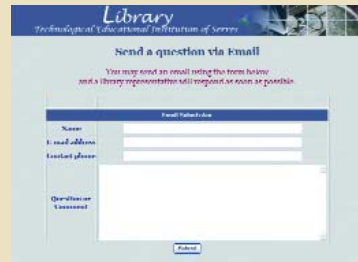 Library
Technological Educational Institution of Serres
Send a question via Email
You may send an email using the form below
and a library representative will respond as soon as possible.
Email Submission
Name
E-mail address
Contact phone
Question or
Comment
Submit